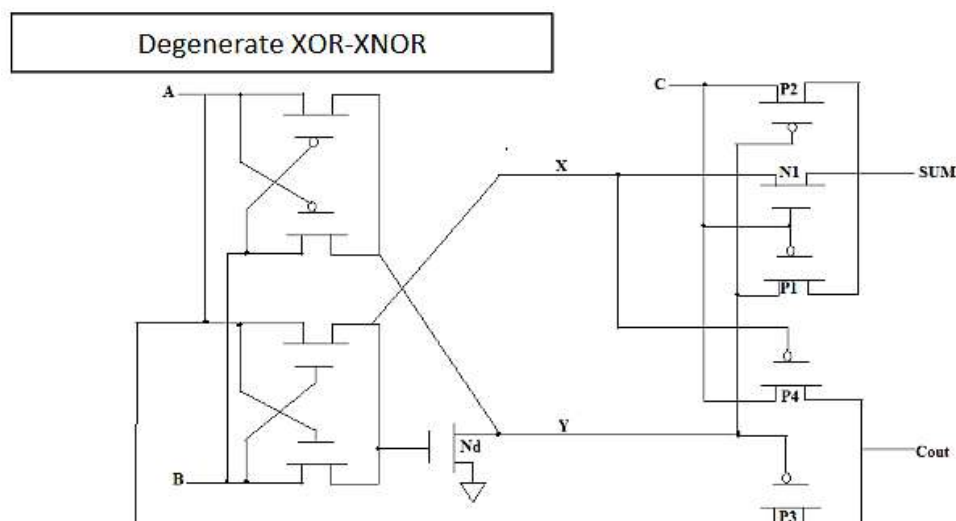 Degenerate XOR-XNOR
A
C
P2
X
N1
SUM
P1
P4
Nd
Y
Cout
B
P3